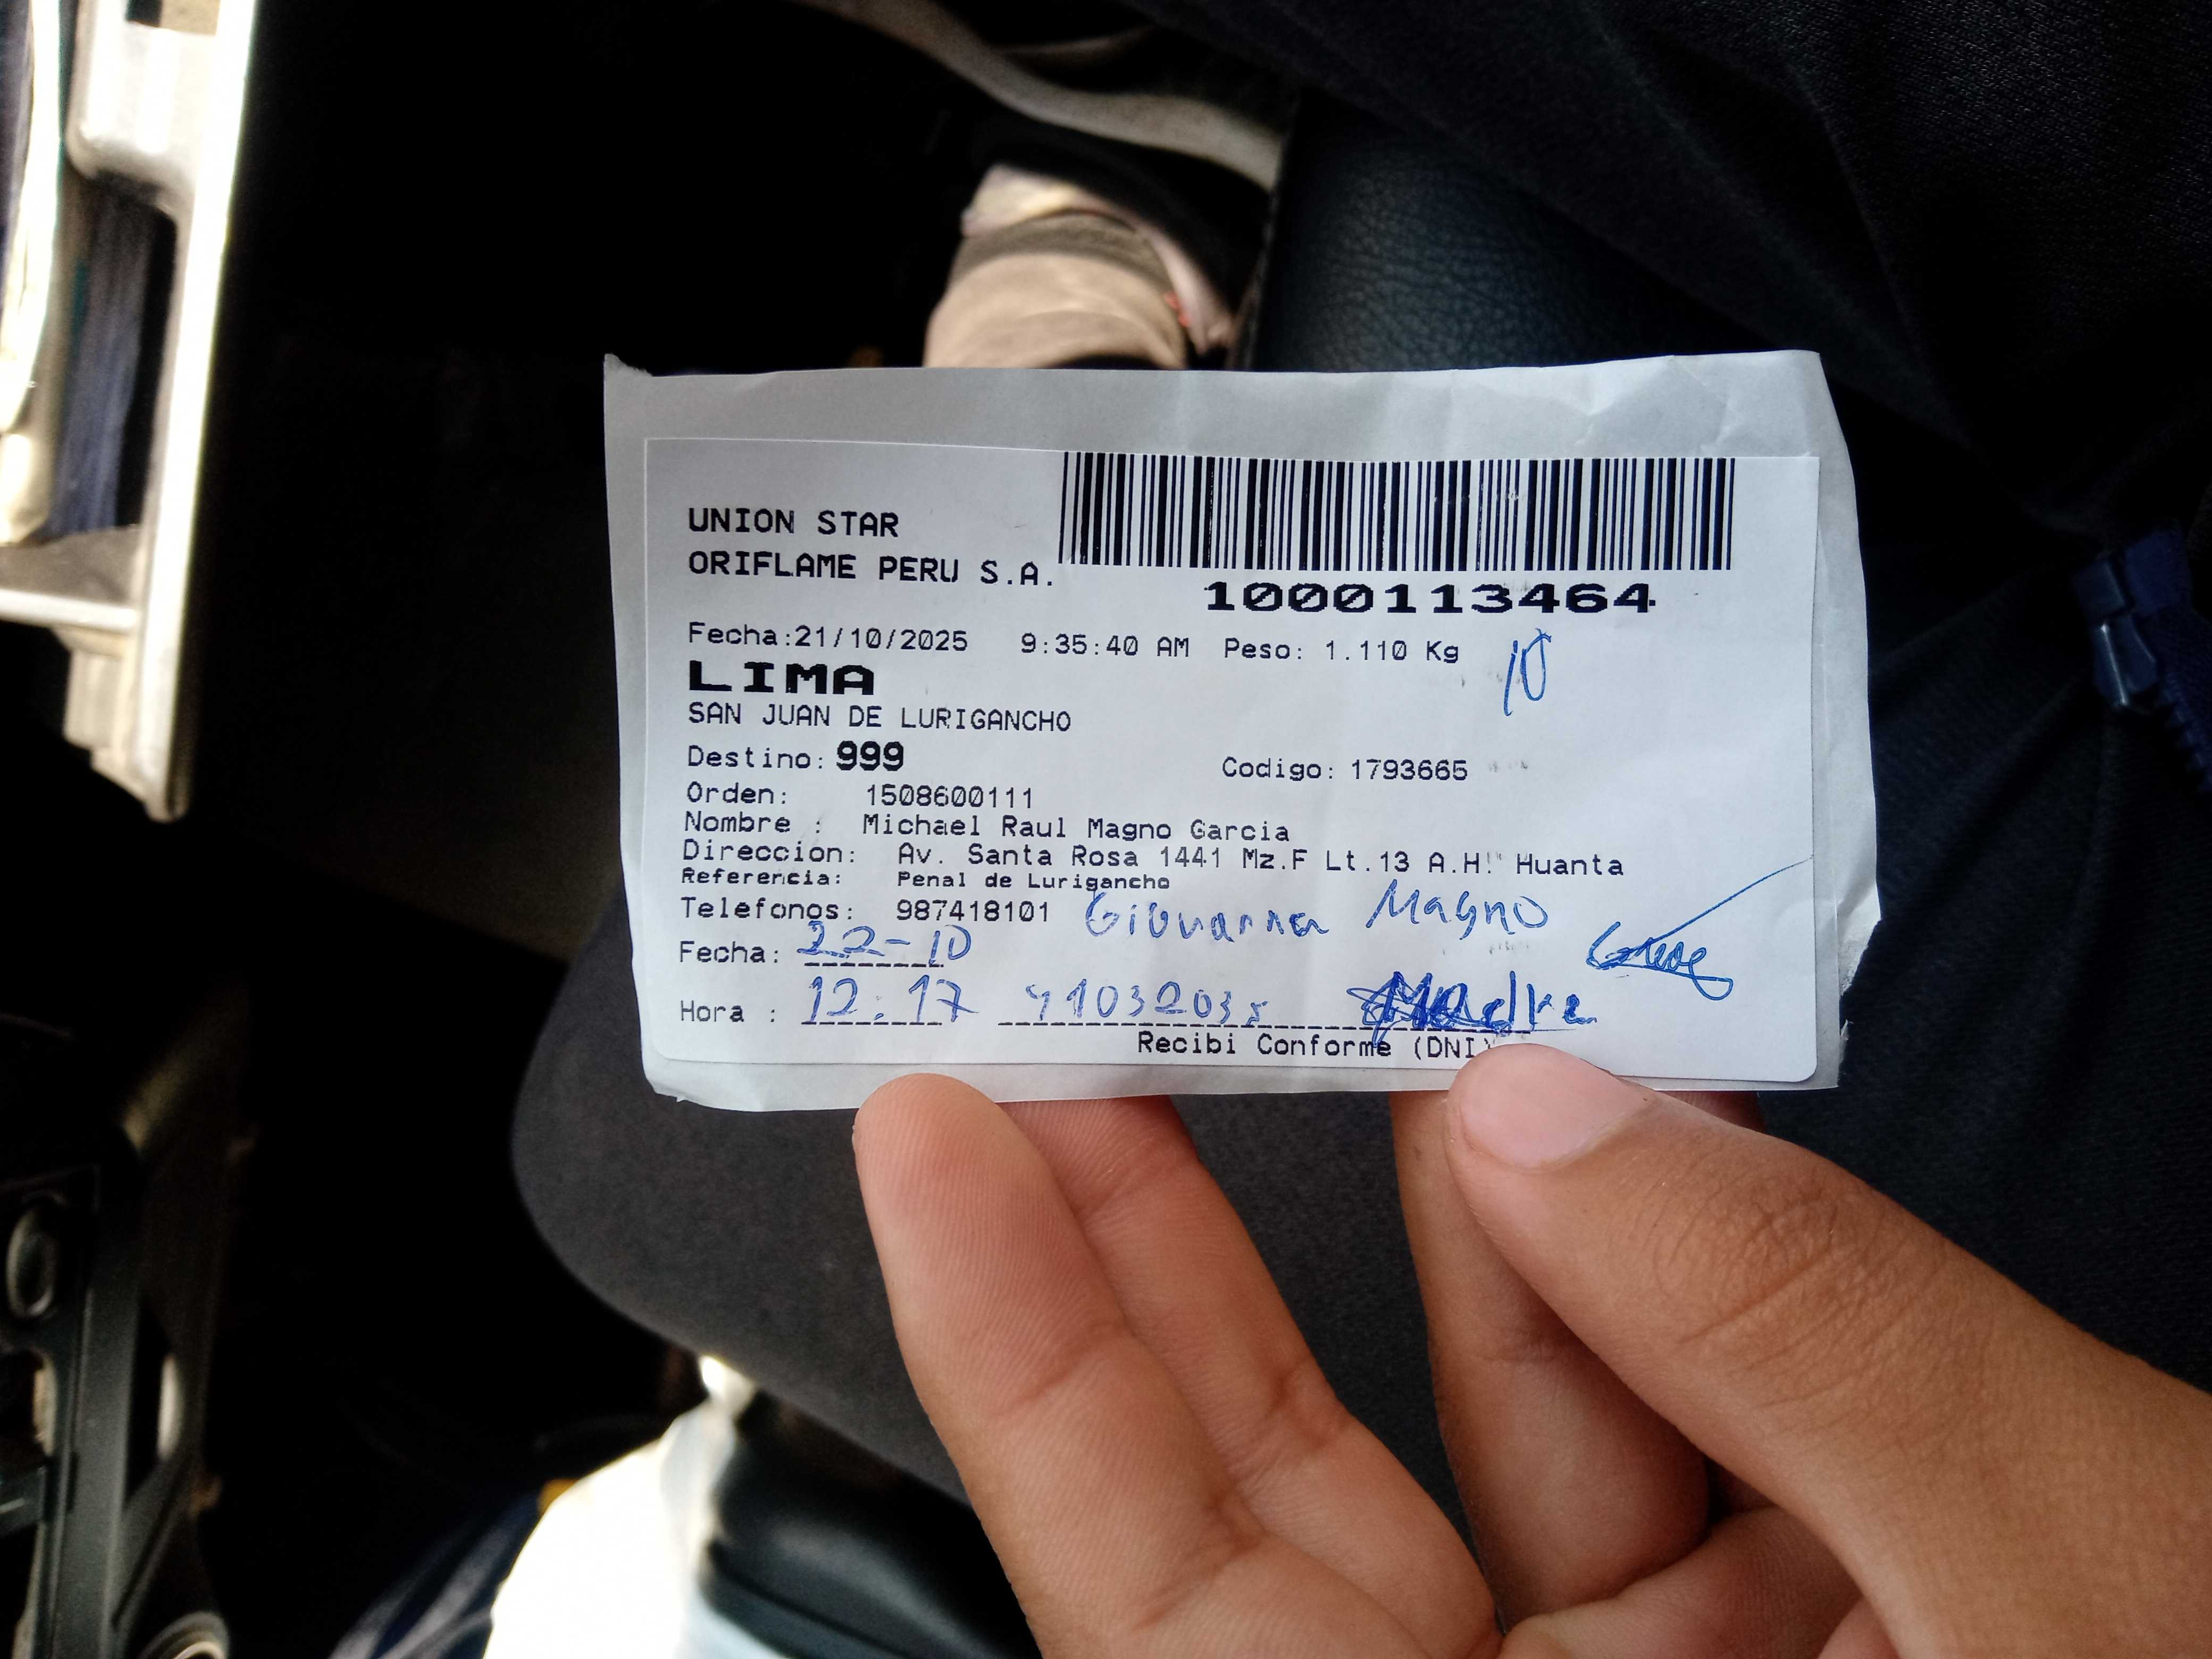 UNION STAR
ORIFLAME PERU S.A.
1000113464
Fecha:21/10/2025 9:35:40 AM Peso: 1.110 Kg
10
LIMA
SAN JUAN DE LURIGANCHO
Destino: 999 Codigo: 1793665
Orden: 1508600111
Nombre : Michael Raul Magno Garcia
Direccion: Av. Santa Rosa 1441 Mz.F Lt.13 A.H. Huanta
Referencia: Penal de Lurigancho
Telefonos: 987418101 Giovanna Magno
Fecha: 22-10
Hora : 12:17 41032035 Madre
Recibi Conforme (DNI)